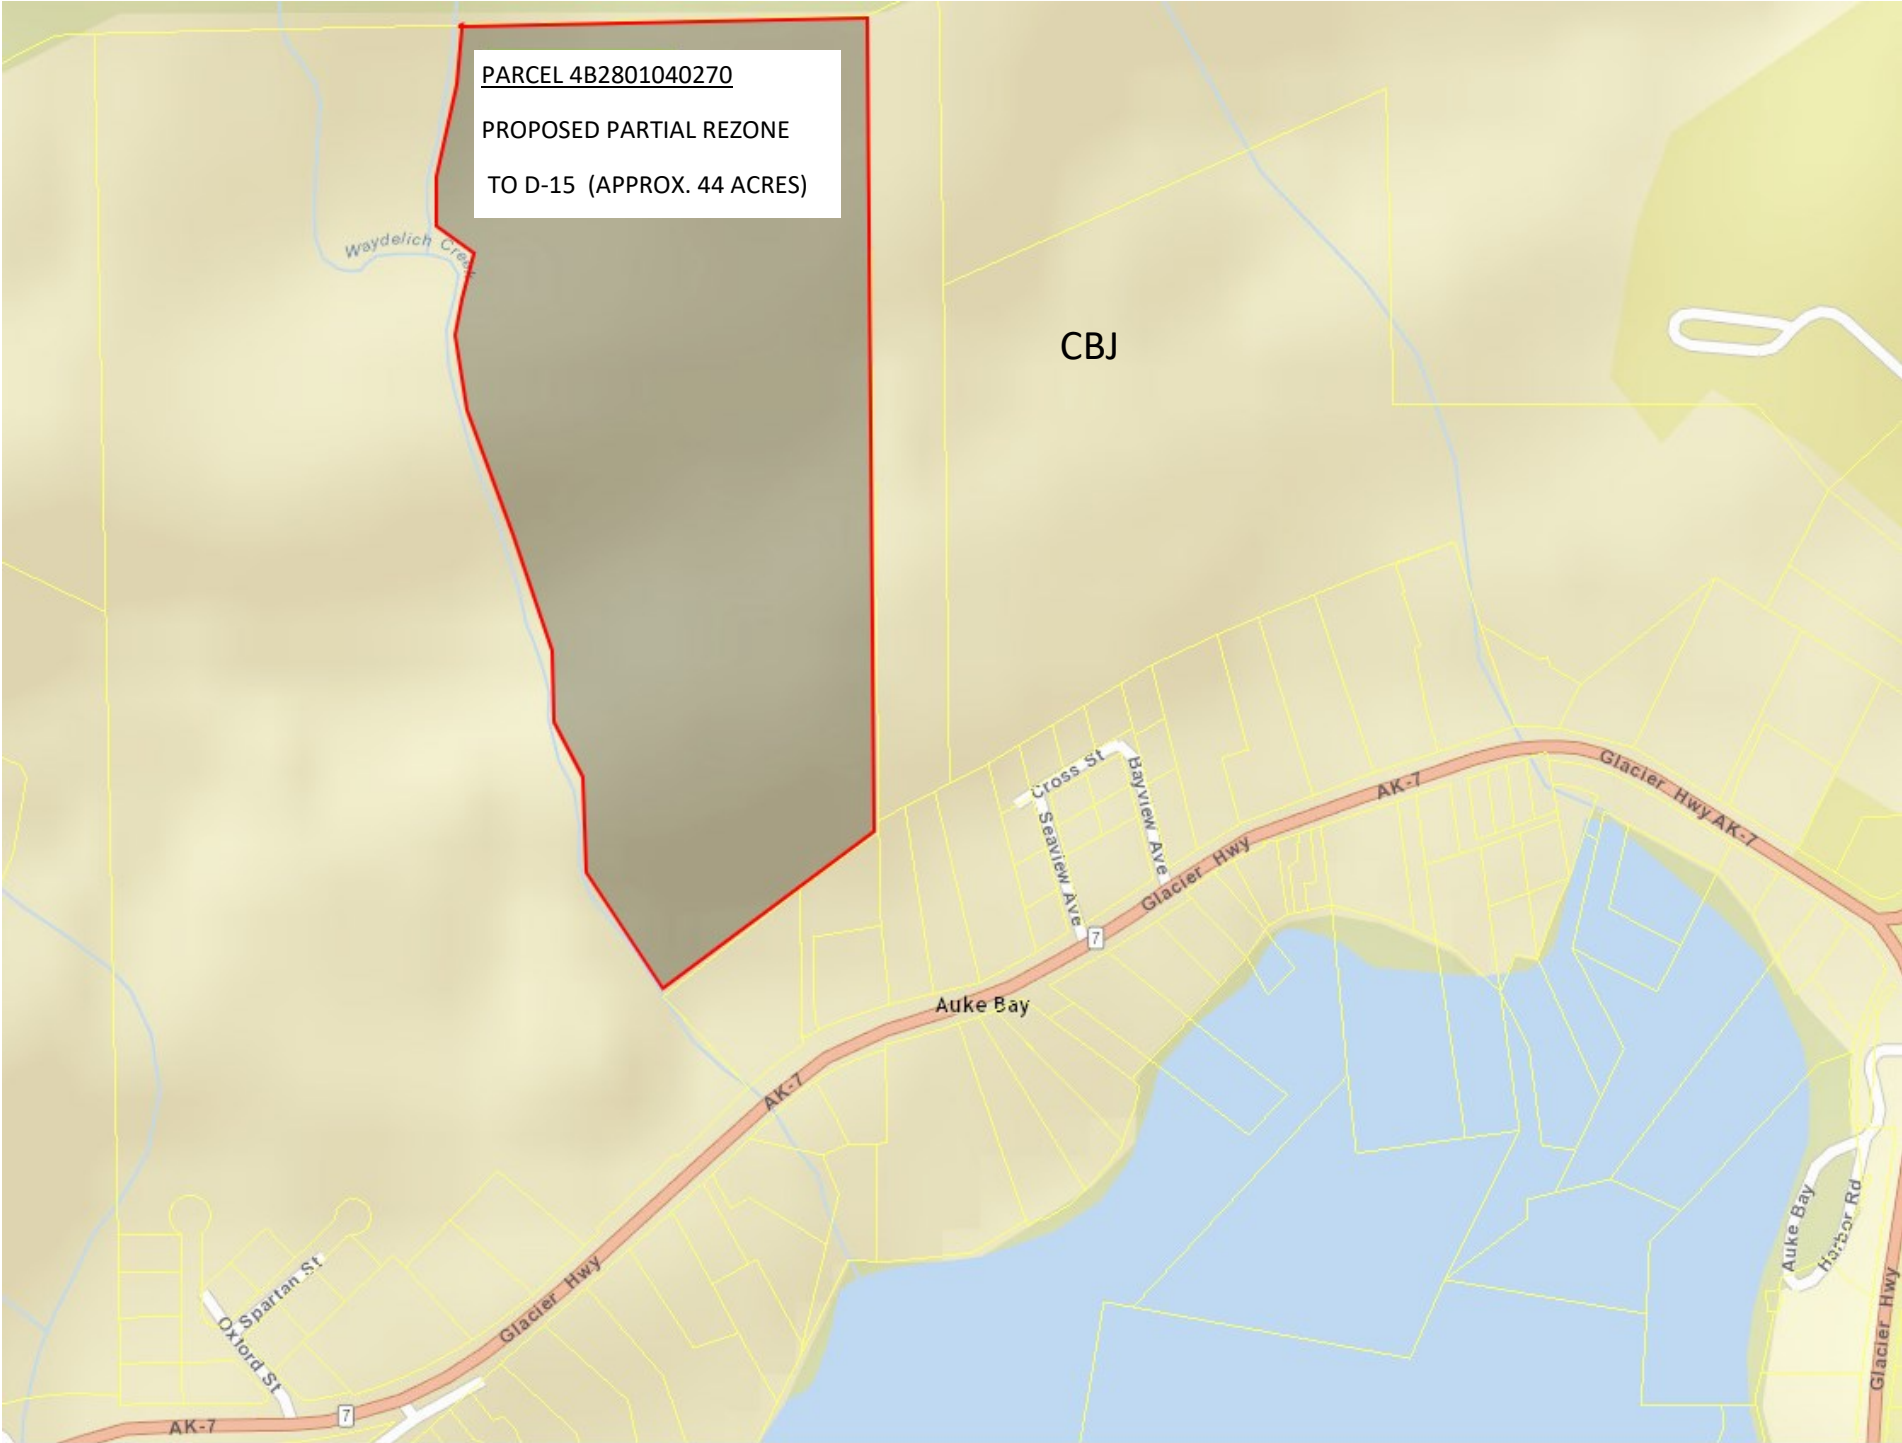 PARCEL 4B2801040270
PROPOSED PARTIAL REZONE
TO D-15 (APPROX. 44 ACRES)
Waydelich Creek
CBJ
Cross St
Bayview Ave
Seaview Ave
AK-7
Glacier Hwy AK-7
Glacier Hwy
7
Auke Bay
AK-7
Auke Bay
Harbor Rd
Glacier Hwy
Spartan St
Oxford St
Glacier Hwy
7
AK-7